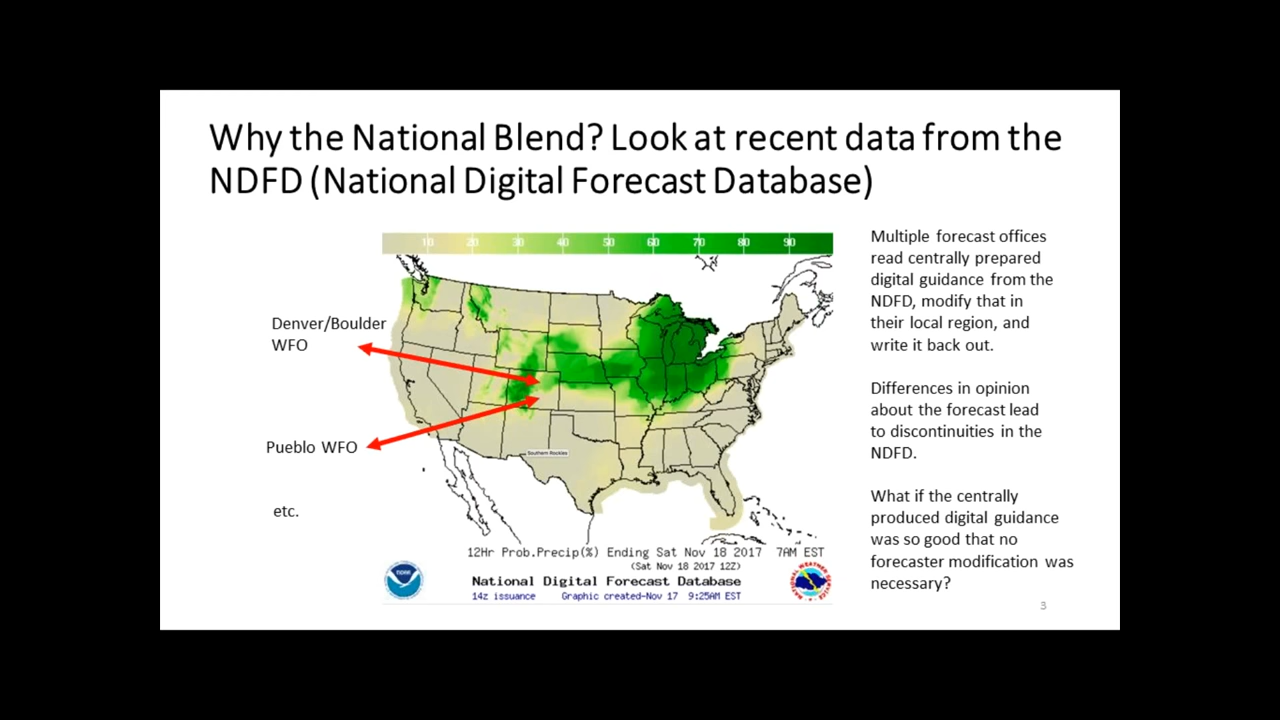 Why the National Blend? Look at recent data from the
NDFD (National Digital Forecast Database)
10 20 30 40 50 60 70 80 90
Denver/Boulder
WFO
Pueblo WFO
etc.
Southern Rockies
12Hr Prob.Precip(%) Ending Sat Nov 18 2017 7AM EST
(Sat Nov 18 2017 12Z)
National Digital Forecast Database
14z issuance Graphic created-Nov 17 9:25AM EST
NOAA
NATIONAL WEATHER SERVICE
Multiple forecast offices
read centrally prepared
digital guidance from the
NDFD, modify that in
their local region, and
write it back out.
Differences in opinion
about the forecast lead
to discontinuities in the
NDFD.
What if the centrally
produced digital guidance
was so good that no
forecaster modification was
necessary?
3